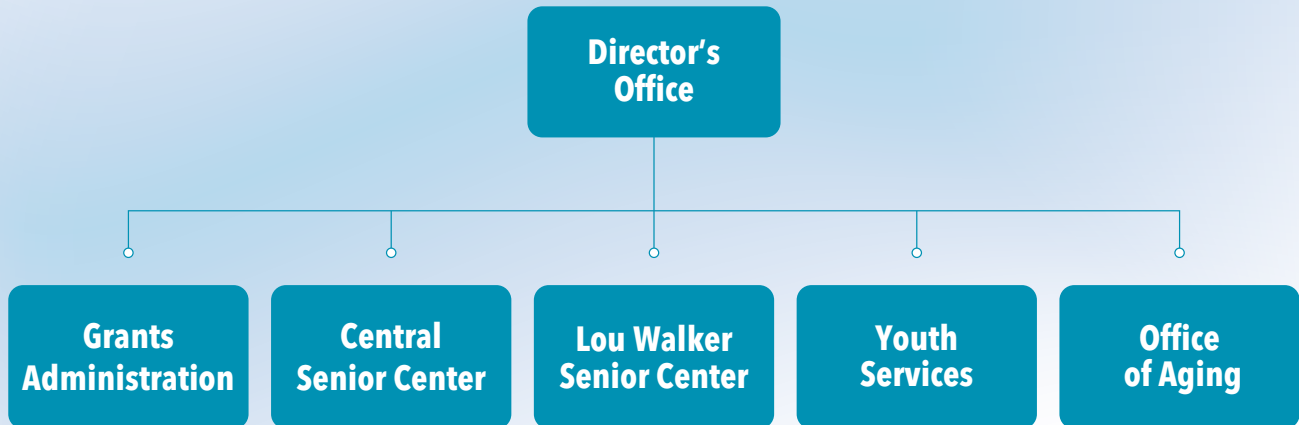 Director’s
Office
Grants
Administration
Central
Senior Center
Lou Walker
Senior Center
Youth
Services
Office
of Aging